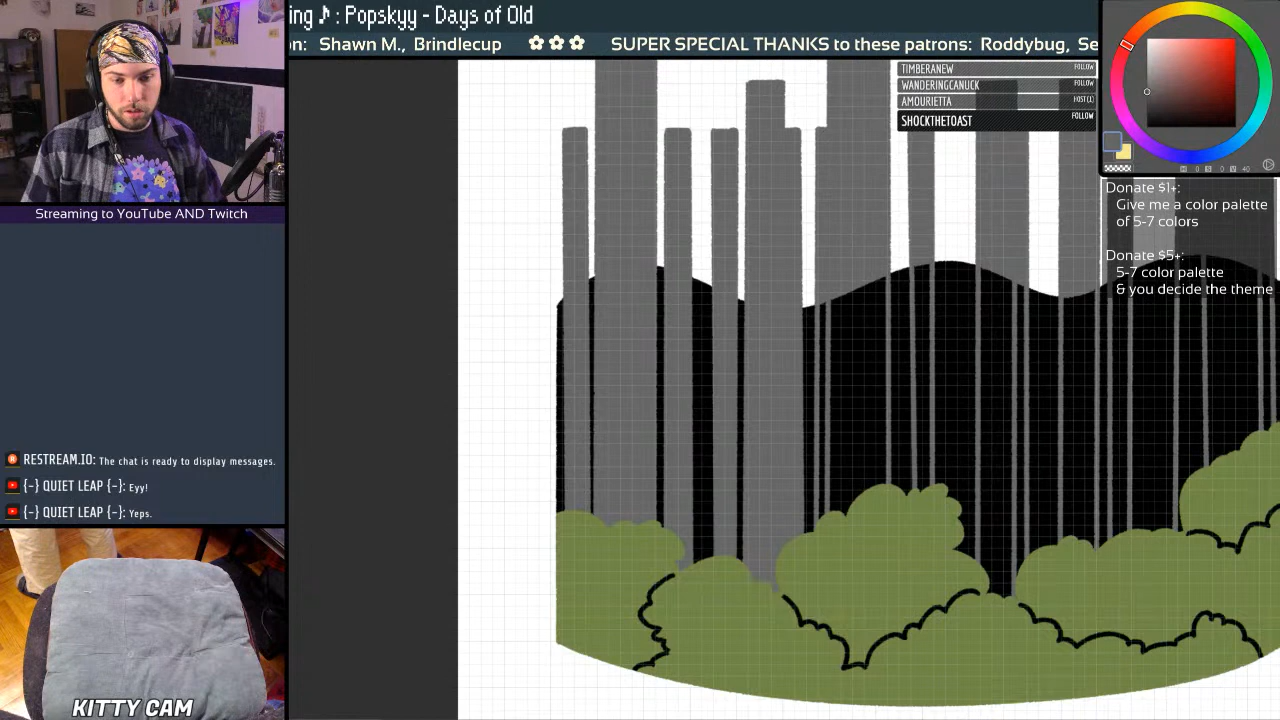 ing ♪ : Popskyy - Days of Old
n: Shawn M., Brindlecup ✿ ✿ ✿ SUPER SPECIAL THANKS to these patrons: Roddybug, Se
TIMBERANEW FOLLOW
WANDERINGCANUCK FOLLOW
AMOURIETTA HOST(1)
SHOCKTHETOAST FOLLOW
Donate $1+:
Give me a color palette
of 5-7 colors
Donate $5+:
5-7 color palette
& you decide the theme
Streaming to YouTube AND Twitch
RESTREAM.IO: The chat is ready to display messages.
{-} QUIET LEAP {-}: Eyy!
{-} QUIET LEAP {-}: Yeps.
KITTY CAM